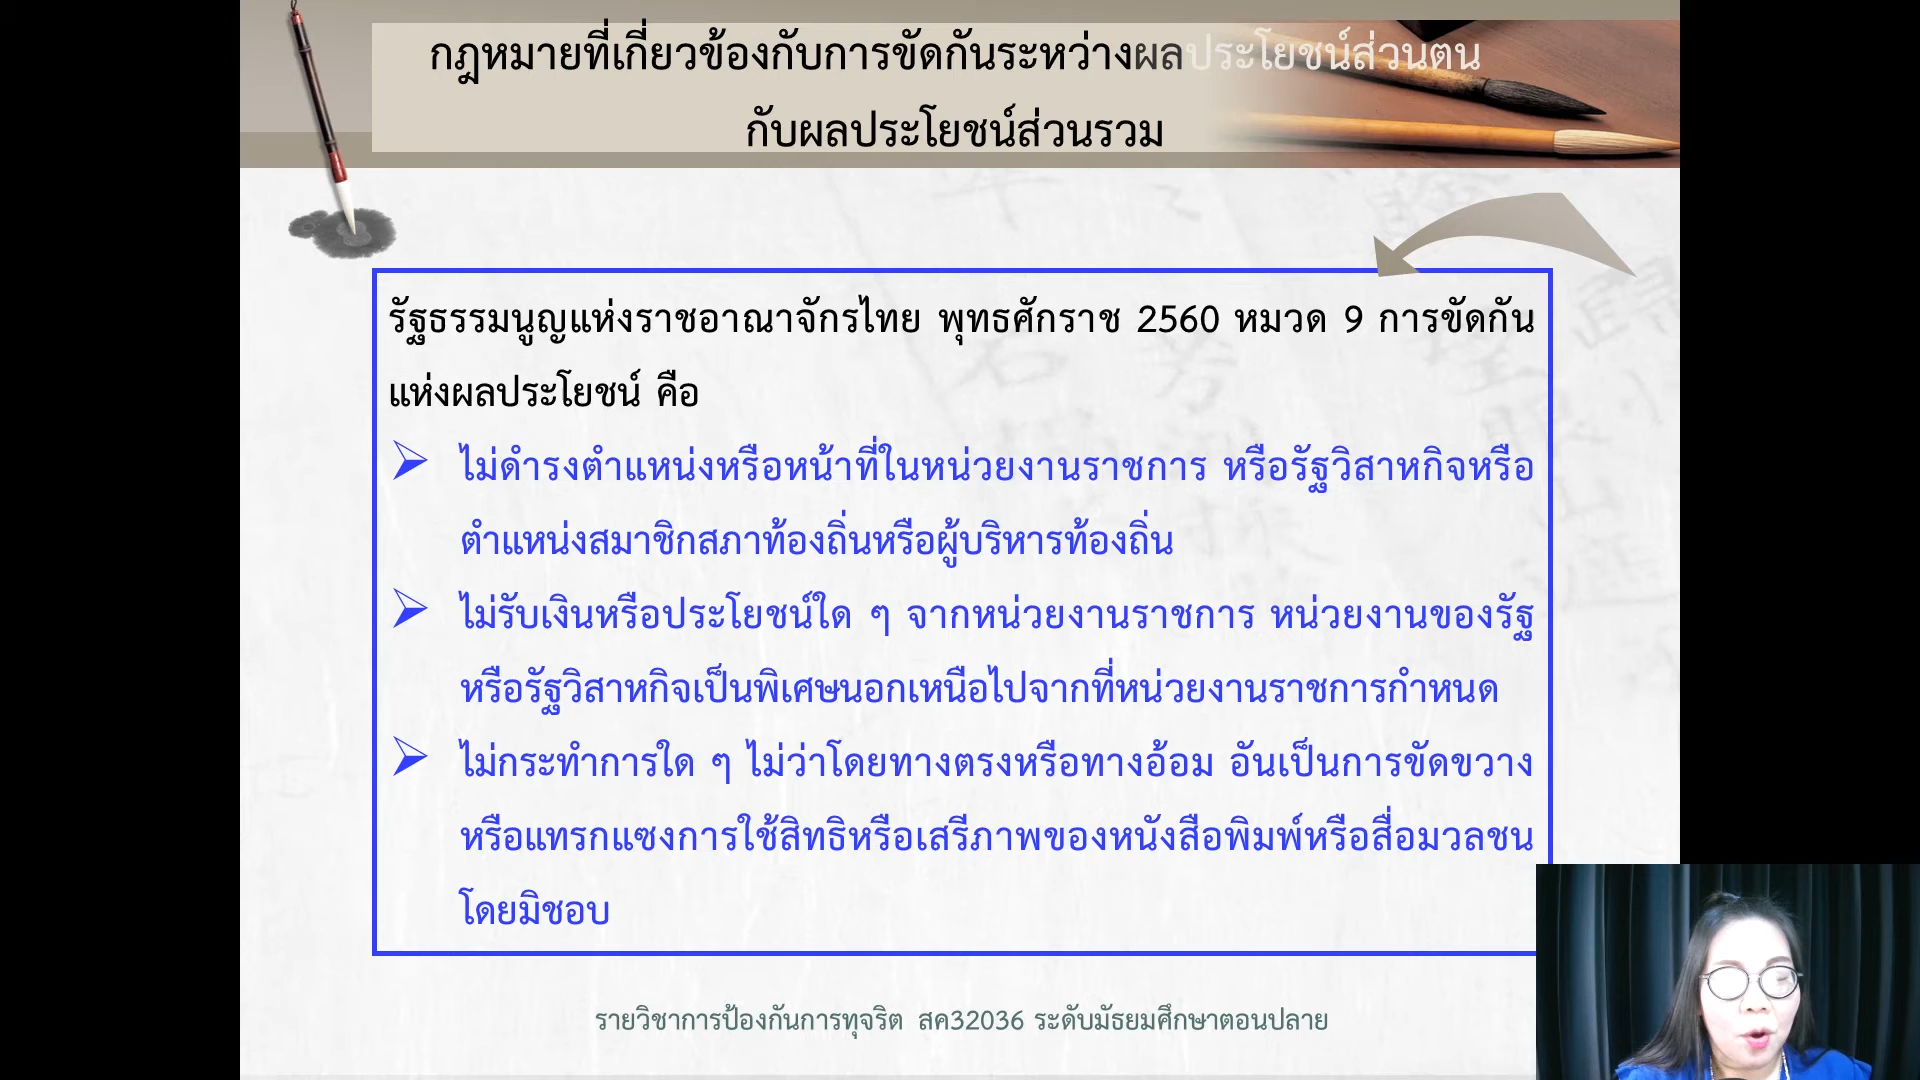 กฎหมายที่เกี่ยวข้องกับการขัดกันระหว่างผลประโยชน์ส่วนตน
กับผลประโยชน์ส่วนรวม
รัฐธรรมนูญแห่งราชอาณาจักรไทย พุทธศักราช 2560 หมวด 9 การขัดกัน
แห่งผลประโยชน์ คือ
ไม่ดำรงตำแหน่งหรือหน้าที่ในหน่วยงานราชการ หรือรัฐวิสาหกิจหรือ
ตำแหน่งสมาชิกสภาท้องถิ่นหรือผู้บริหารท้องถิ่น
ไม่รับเงินหรือประโยชน์ใด ๆ จากหน่วยงานราชการ หน่วยงานของรัฐ
หรือรัฐวิสาหกิจเป็นพิเศษนอกเหนือไปจากที่หน่วยงานราชการกำหนด
ไม่กระทำการใด ๆ ไม่ว่าโดยทางตรงหรือทางอ้อม อันเป็นการขัดขวาง
หรือแทรกแซงการใช้สิทธิหรือเสรีภาพของหนังสือพิมพ์หรือสื่อมวลชน
โดยมิชอบ
รายวิชาการป้องกันการทุจริต สค32036 ระดับมัธยมศึกษาตอนปลาย